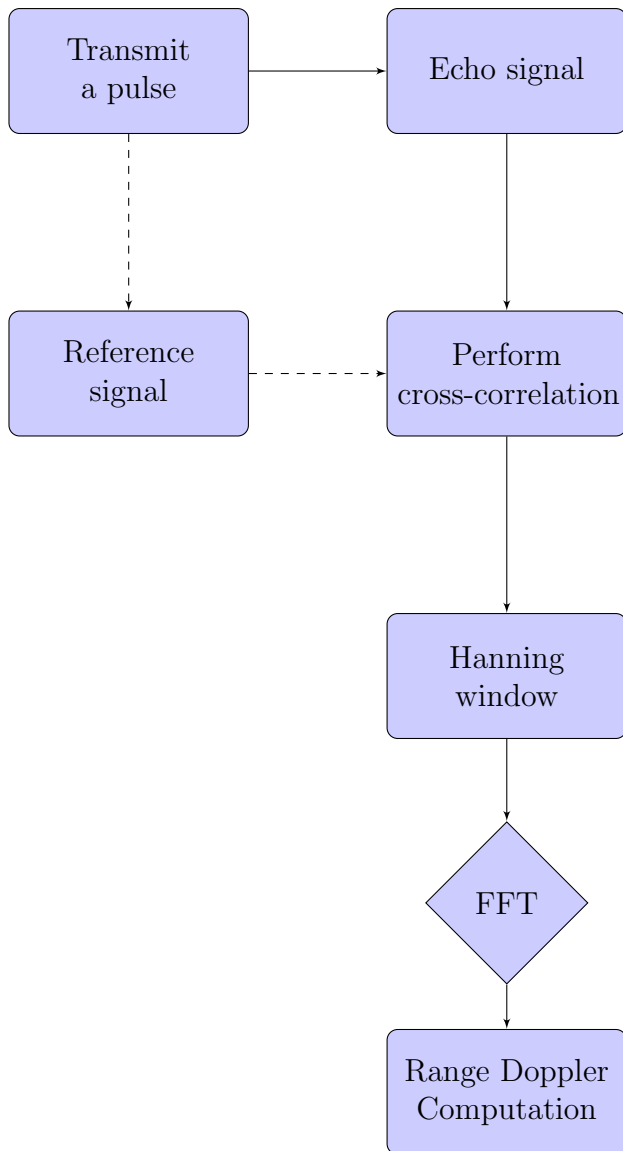 Transmit
a pulse
Echo signal
Reference
signal
Perform
cross-correlation
Hanning
window
FFT
Range Doppler
Computation